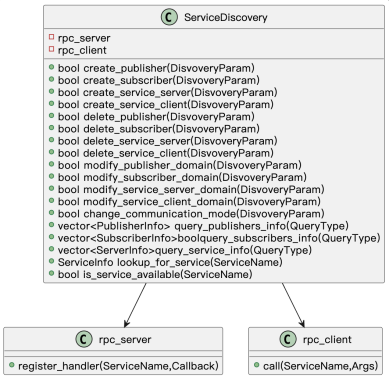 C ServiceDiscovery
rpc_server
rpc_client
bool create_publisher(DisvoveryParam)
bool create_subscriber(DisvoveryParam)
bool create_service_server(DisvoveryParam)
bool create_service_client(DisvoveryParam)
bool delete_publisher(DisvoveryParam)
bool delete_subscriber(DisvoveryParam)
bool delete_service_server(DisvoveryParam)
bool delete_service_client(DisvoveryParam)
bool modify_publisher_domain(DisvoveryParam)
bool modify_subscriber_domain(DisvoveryParam)
bool modify_service_server_domain(DisvoveryParam)
bool modify_service_client_domain(DisvoveryParam)
bool change_communication_mode(DisvoveryParam)
vector<PublisherInfo> query_publishers_info(QueryType)
vector<SubscriberInfo>boolquery_subscribers_info(QueryType)
vector<ServerInfo>query_service_info(QueryType)
ServiceInfo lookup_for_service(ServiceName)
bool is_service_available(ServiceName)
C rpc_server
register_handler(ServiceName,Callback)
C rpc_client
call(ServiceName,Args)